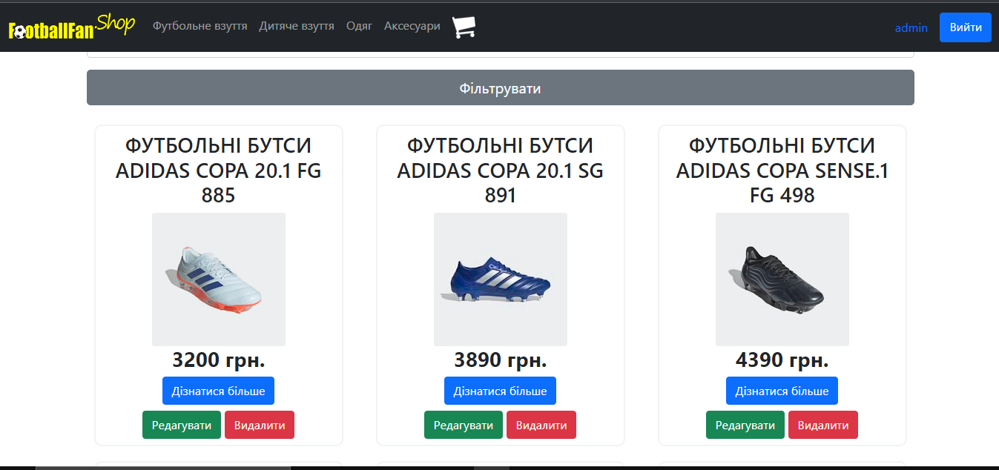 FootballFan.Shop Футбольне взуття Дитяче взуття Одяг Аксесуари admin Вийти
Фільтрувати
ФУТБОЛЬНІ БУТСИ
ADIDAS COPA 20.1 FG
885
3200 грн.
Дізнатися більше
Редагувати Видалити
ФУТБОЛЬНІ БУТСИ
ADIDAS COPA 20.1 SG
891
3890 грн.
Дізнатися більше
Редагувати Видалити
ФУТБОЛЬНІ БУТСИ
ADIDAS COPA SENSE.1
FG 498
4390 грн.
Дізнатися більше
Редагувати Видалити